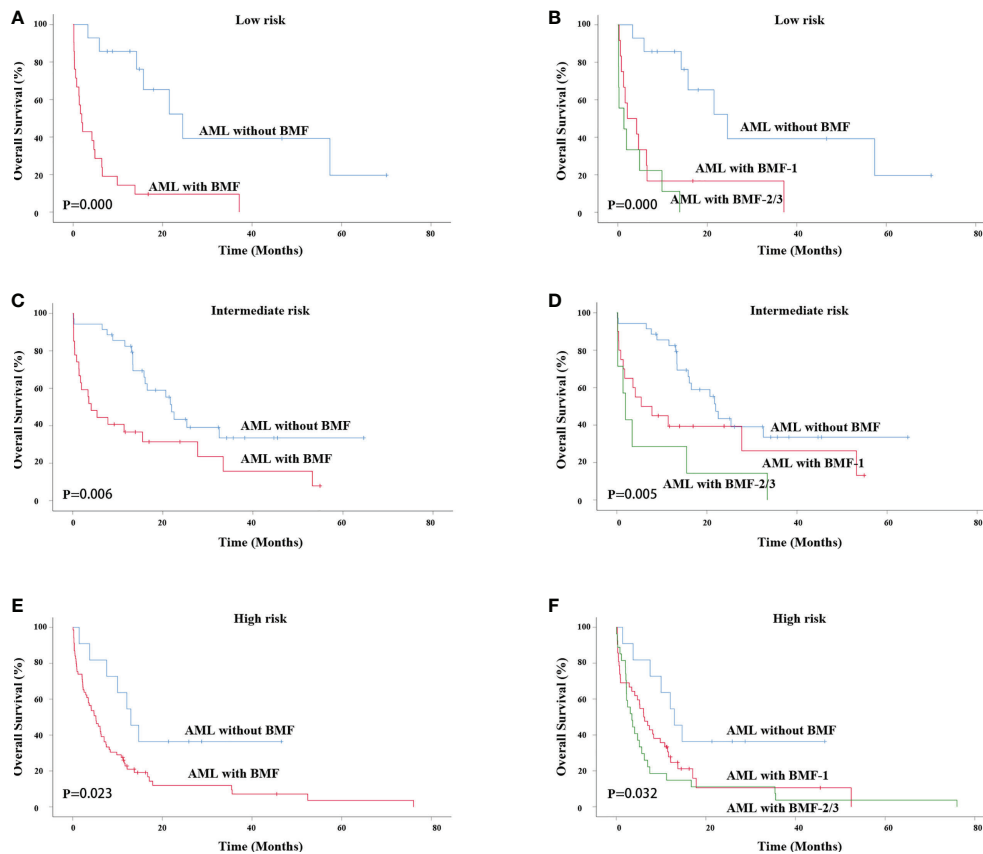 A
Low risk
100
80
60
40
20
0
Overall Survival (%)
AML without BMF
AML with BMF
P=0.000
0 20 40 60 80
Time (Months)
B
Low risk
100
80
60
40
20
0
Overall Survival (%)
AML without BMF
AML with BMF-1
AML with BMF-2/3
P=0.000
0 20 40 60 80
Time (Months)
C
Intermediate risk
100
80
60
40
20
0
Overall Survival (%)
AML without BMF
AML with BMF
P=0.006
0 20 40 60 80
Time (Months)
D
Intermediate risk
100
80
60
40
20
0
Overall Survival (%)
AML without BMF
AML with BMF-1
AML with BMF-2/3
P=0.005
0 20 40 60 80
Time (Months)
E
High risk
100
80
60
40
20
0
Overall Survival (%)
AML without BMF
AML with BMF
P=0.023
0 20 40 60 80
Time (Months)
F
High risk
100
80
60
40
20
0
Overall Survival (%)
AML without BMF
AML with BMF-1
AML with BMF-2/3
P=0.032
0 20 40 60 80
Time (Months)